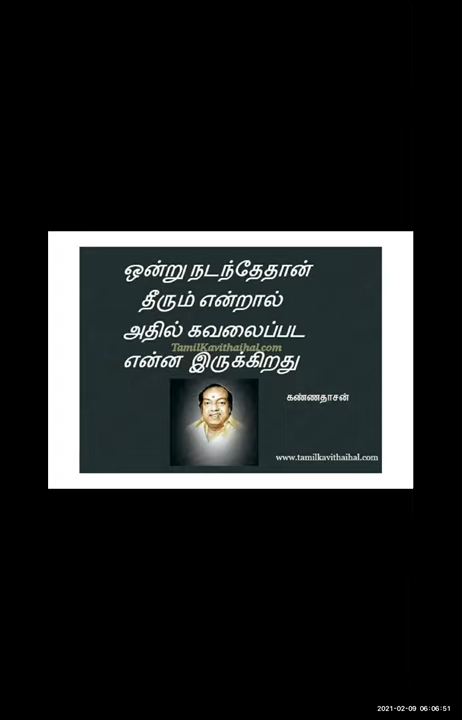 ஒன்று நடந்தேதான்
தீரும் என்றால்
அதில் கவலைப்பட
TamilKavithaihal.com
என்ன இருக்கிறது
கண்ணதாசன்
www.tamilkavithaihal.com
2021-02-09 06:06:51